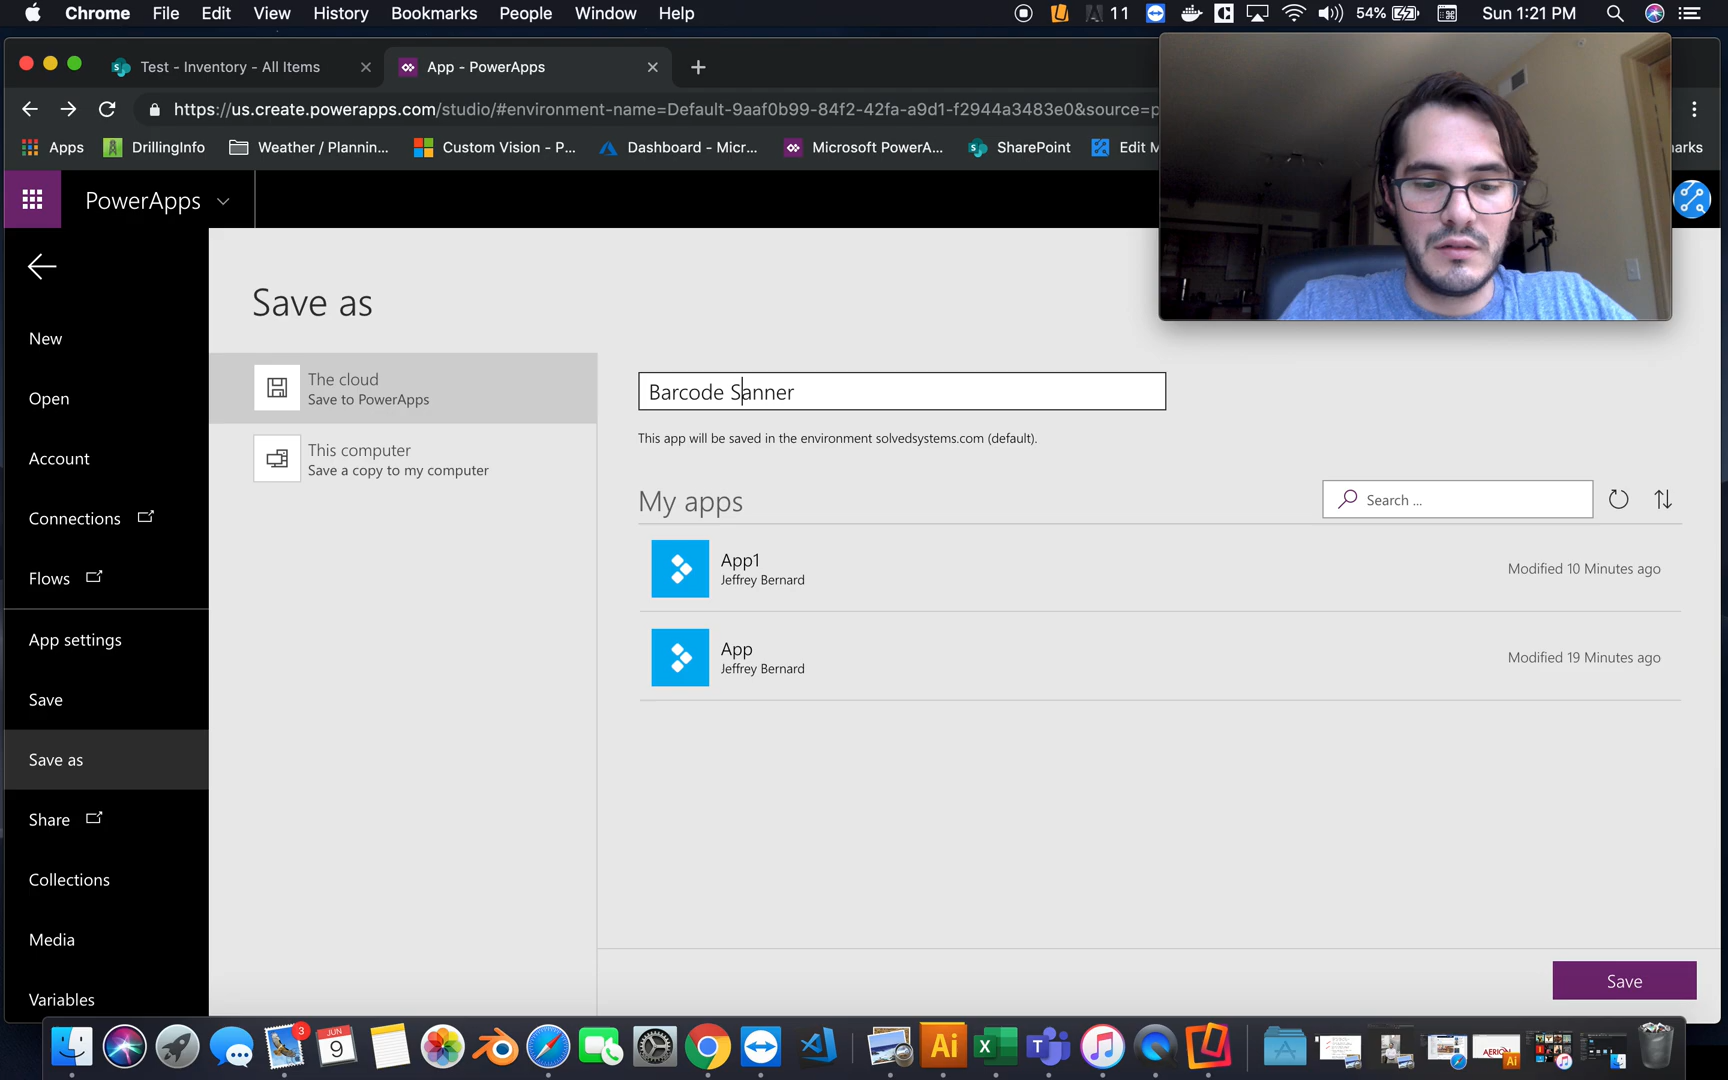 Chrome File Edit View History Bookmarks People Window Help 11 54% Sun 1:21 PM
Test - Inventory - All Items App - PowerApps
https://us.create.powerapps.com/studio/#environment-name=Default-9aaf0b99-84f2-42fa-a9d1-f2944a3483e0&source=p
Apps DrillingInfo Weather / Plannin... Custom Vision - P... Dashboard - Micr... Microsoft PowerA... SharePoint Edit M arks
PowerApps
Save as
New
Open
Account
Connections
Flows
App settings
Save
Save as
Share
Collections
Media
Variables
The cloud
Save to PowerApps
This computer
Save a copy to my computer
Barcode Sanner
This app will be saved in the environment solvedsystems.com (default).
My apps
Search ...
App1
Jeffrey Bernard
Modified 10 Minutes ago
App
Jeffrey Bernard
Modified 19 Minutes ago
Save
3
JUN
9
Ai